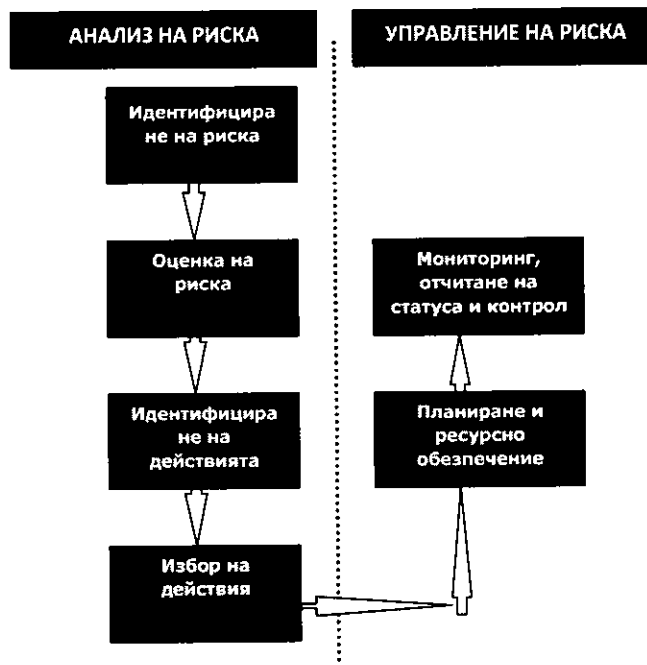 АНАЛИЗ НА РИСКА
Идентифицира
не на риска
Оценка на
риска
Идентифицира
не на
действията
Избор на
действия
УПРАВЛЕНИЕ НА РИСКА
Мониторинг,
отчитане на
статуса и контрол
Планиране и
ресурсно
обезпечение